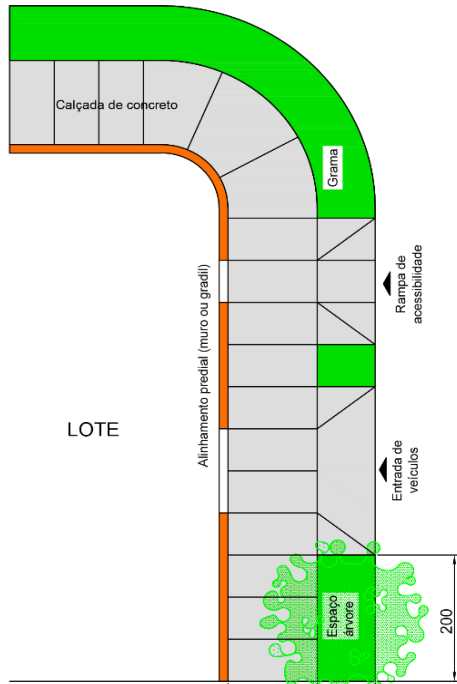 Calçada de concreto
Grama
Rampa de
acessibilidade
Alinhamento predial (muro ou gradil)
LOTE
Entrada de
veículos
Espaço
árvore
200